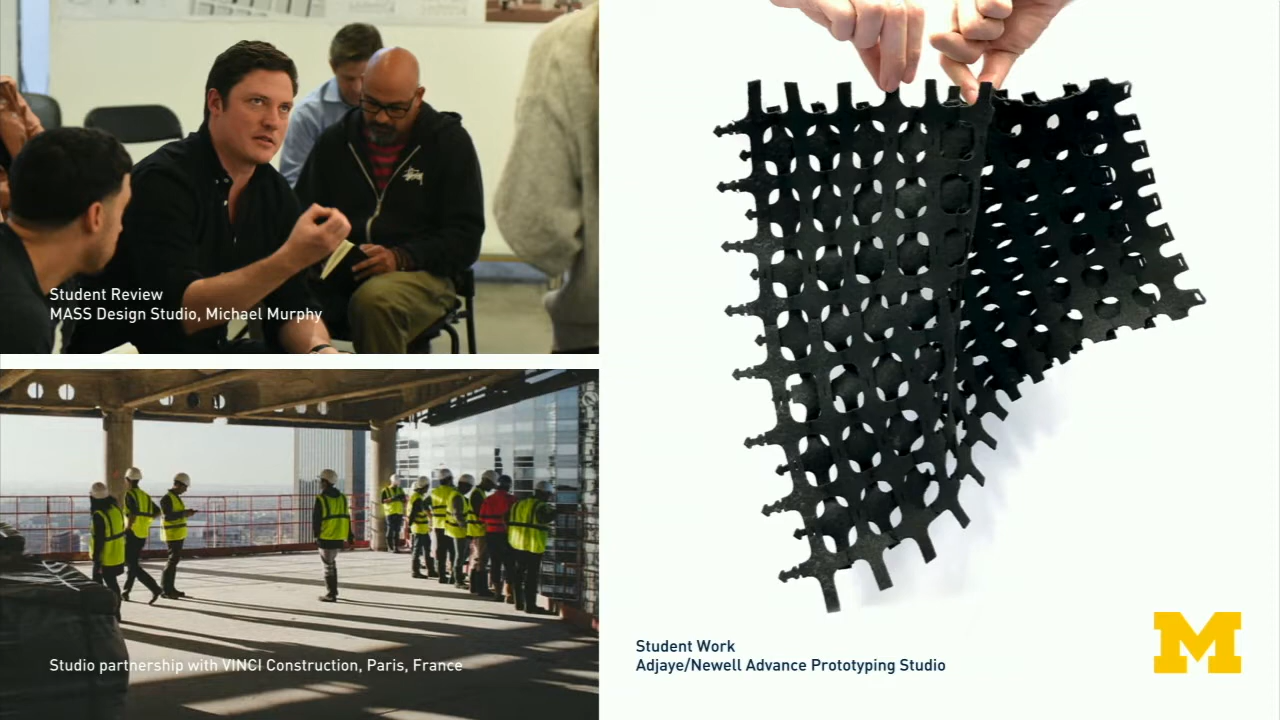 Student Review
MASS Design Studio, Michael Murphy
Studio partnership with VINCI Construction, Paris, France
Student Work
Adjaye/Newell Advance Prototyping Studio
M